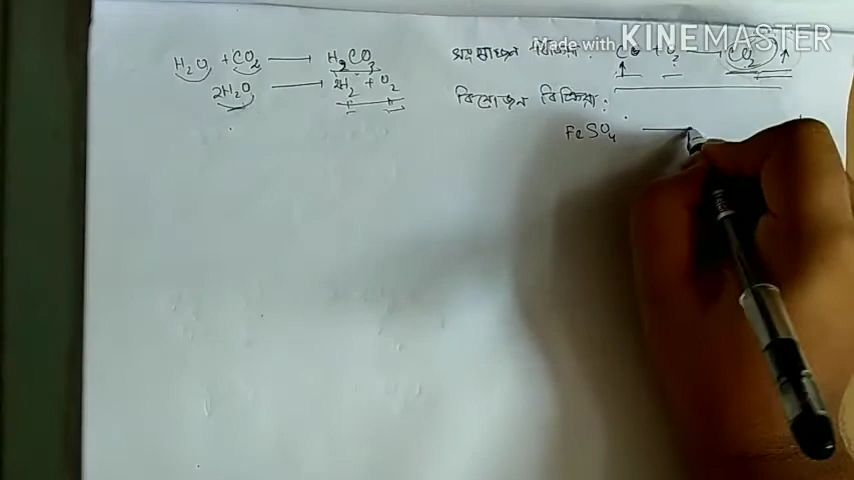 H₂O + CO₂ → H₂CO₃
2H₂O → 2H₂ + O₂
সংযোজন বিক্রিয়া: C + O₂ → CO₂ ↑
বিয়োজন বিক্রিয়া:
FeSO₄ →
Made with KINEMASTER